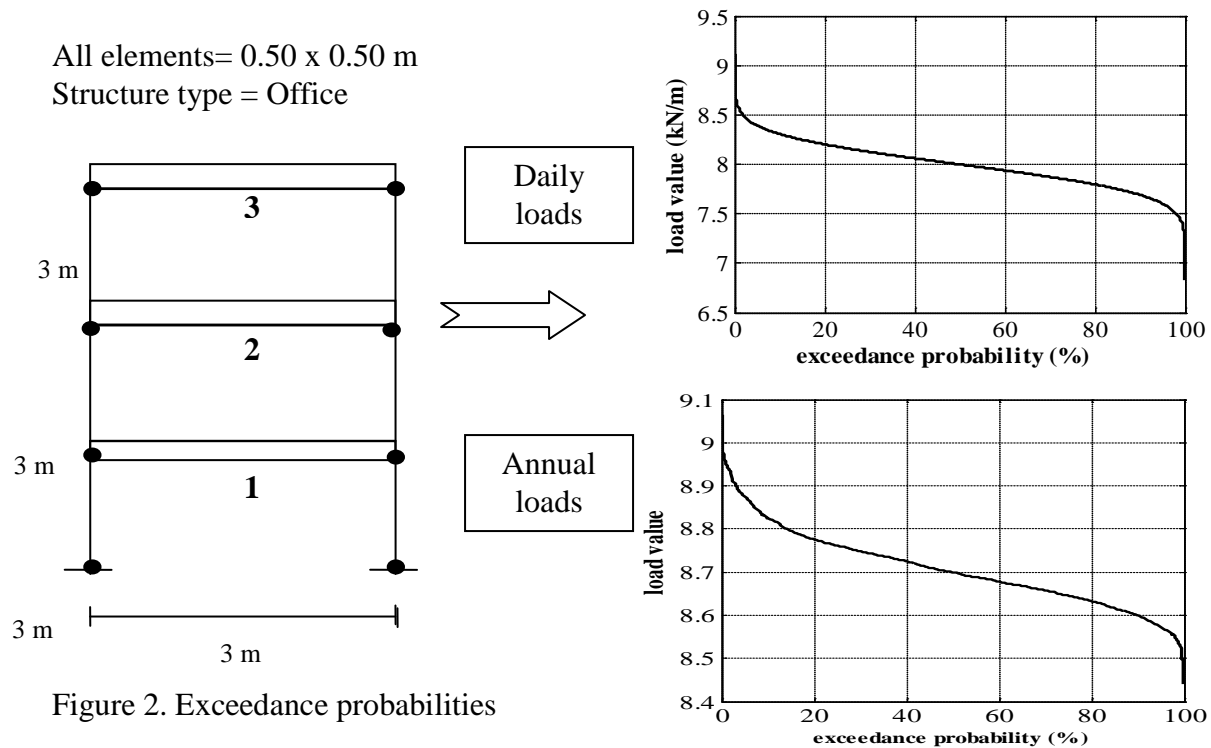 All elements= 0.50 x 0.50 m
Structure type = Office
3
3 m
2
3 m
1
3 m
3 m
Figure 2. Exceedance probabilities
Daily
loads
Annual
loads
9.5
9
8.5
8
7.5
7
6.5
load value (kN/m)
0 20 40 60 80 100
exceedance probability (%)
9.1
9
8.9
8.8
8.7
8.6
8.5
8.4
load value
0 20 40 60 80 100
exceedance probability (%)